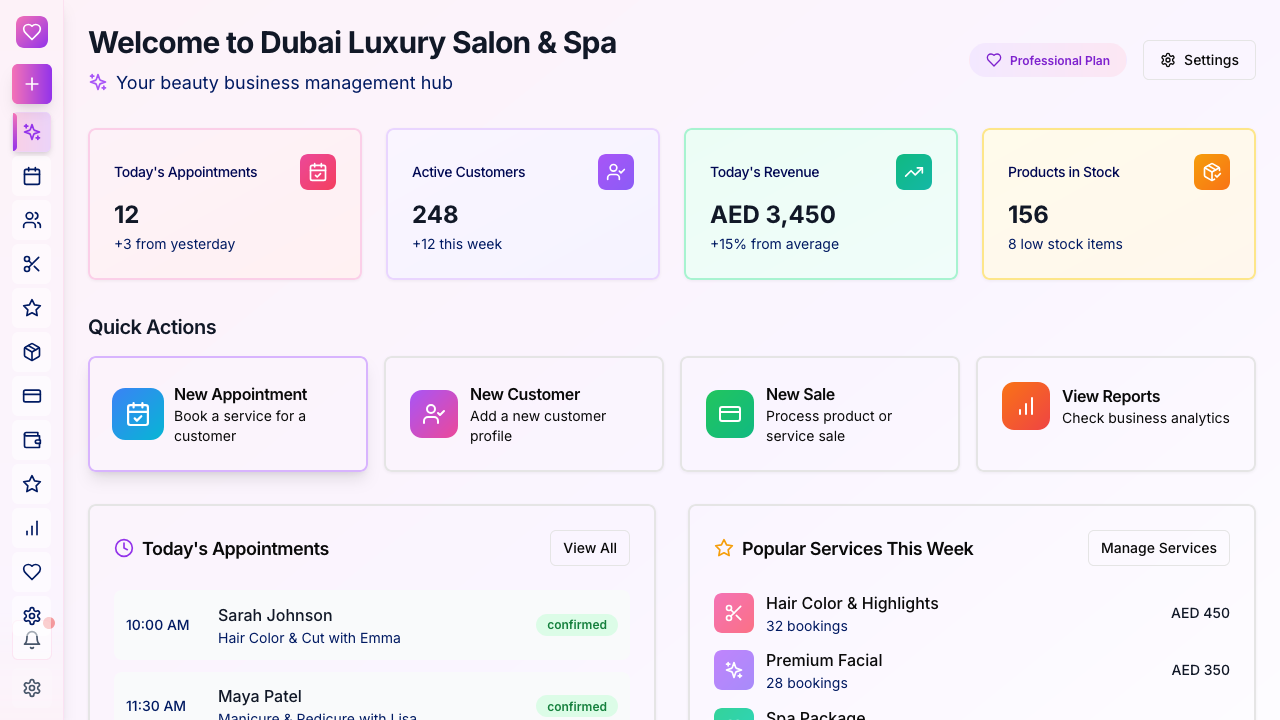 Welcome to Dubai Luxury Salon & Spa
Your beauty business management hub
Professional Plan
Settings
Today's Appointments
12
+3 from yesterday
Active Customers
248
+12 this week
Today's Revenue
AED 3,450
+15% from average
Products in Stock
156
8 low stock items
Quick Actions
New Appointment
Book a service for a
customer
New Customer
Add a new customer
profile
New Sale
Process product or
service sale
View Reports
Check business analytics
Today's Appointments
View All
10:00 AM
Sarah Johnson
Hair Color & Cut with Emma
confirmed
11:30 AM
Maya Patel
Manicure & Pedicure with Lisa
confirmed
Popular Services This Week
Manage Services
Hair Color & Highlights
32 bookings
AED 450
Premium Facial
28 bookings
AED 350
Spa Package